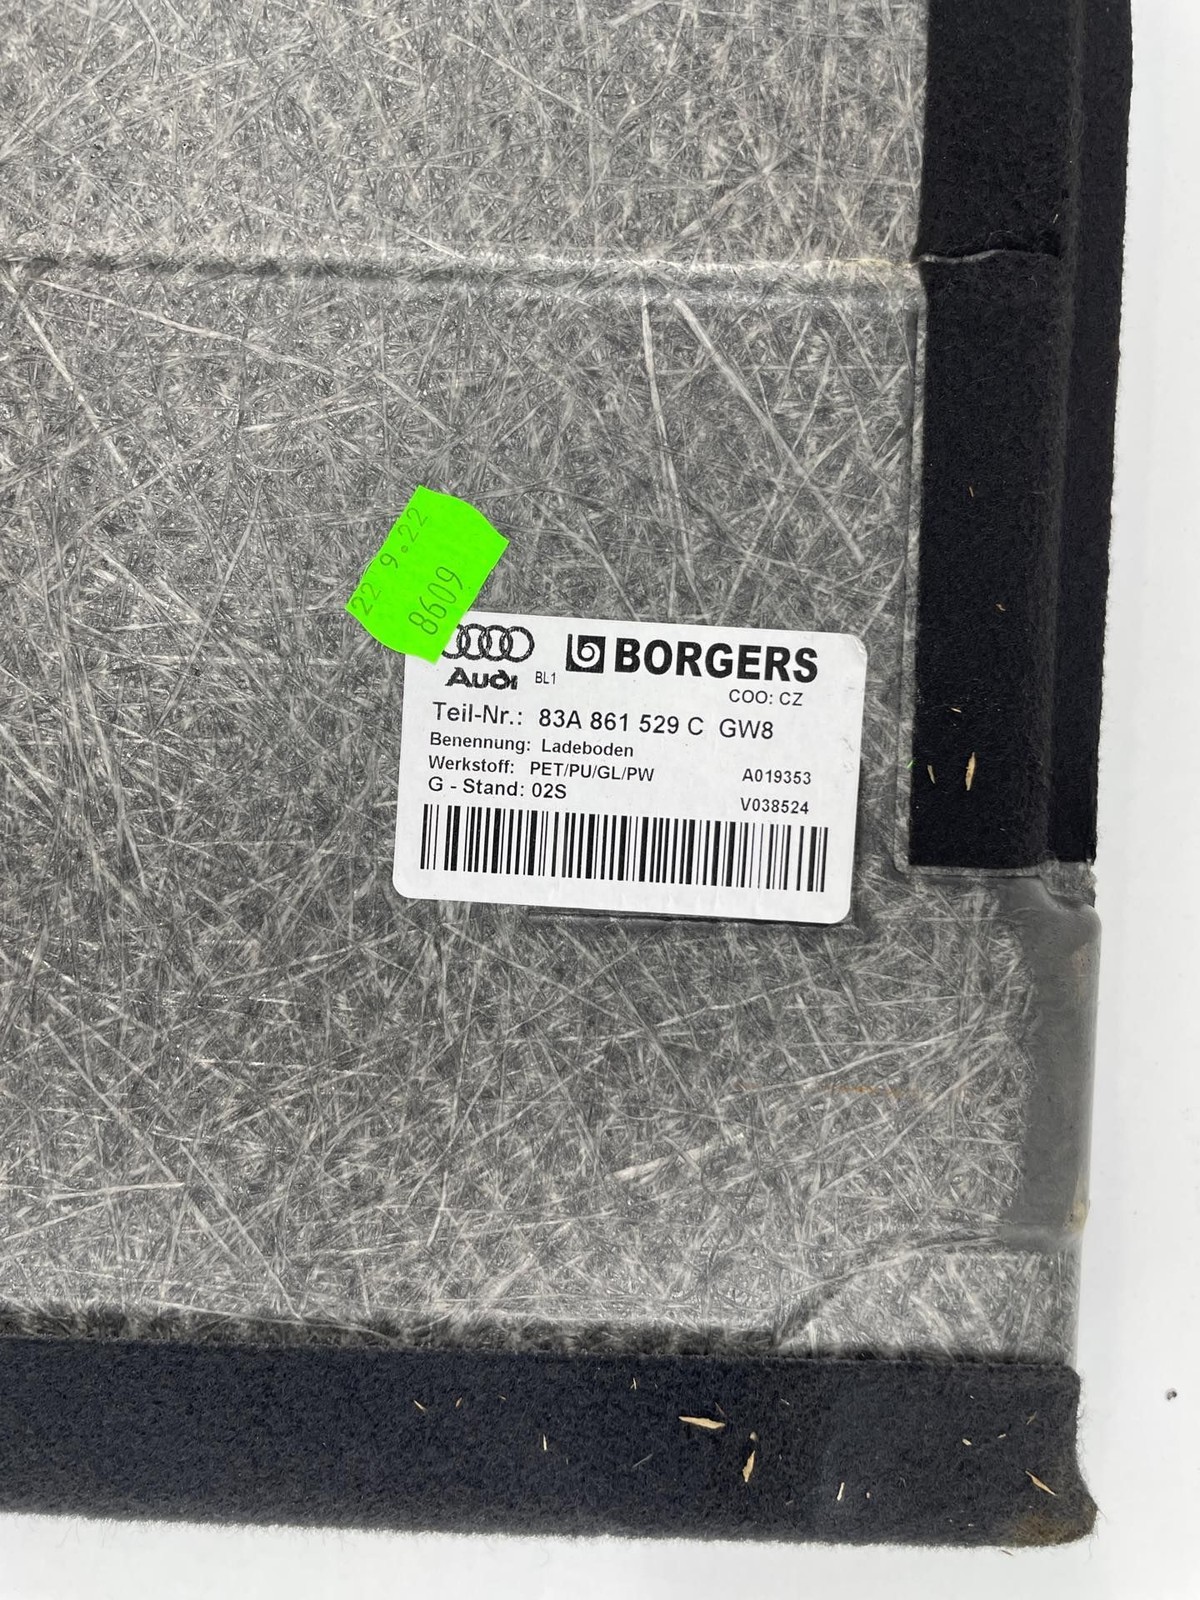 22 9.22
8609
Audi BL1 BORGERS
COO: CZ
Teil-Nr.: 83A 861 529 C GW8
Benennung: Ladeboden
Werkstoff: PET/PU/GL/PW A019353
G - Stand: 02S V038524